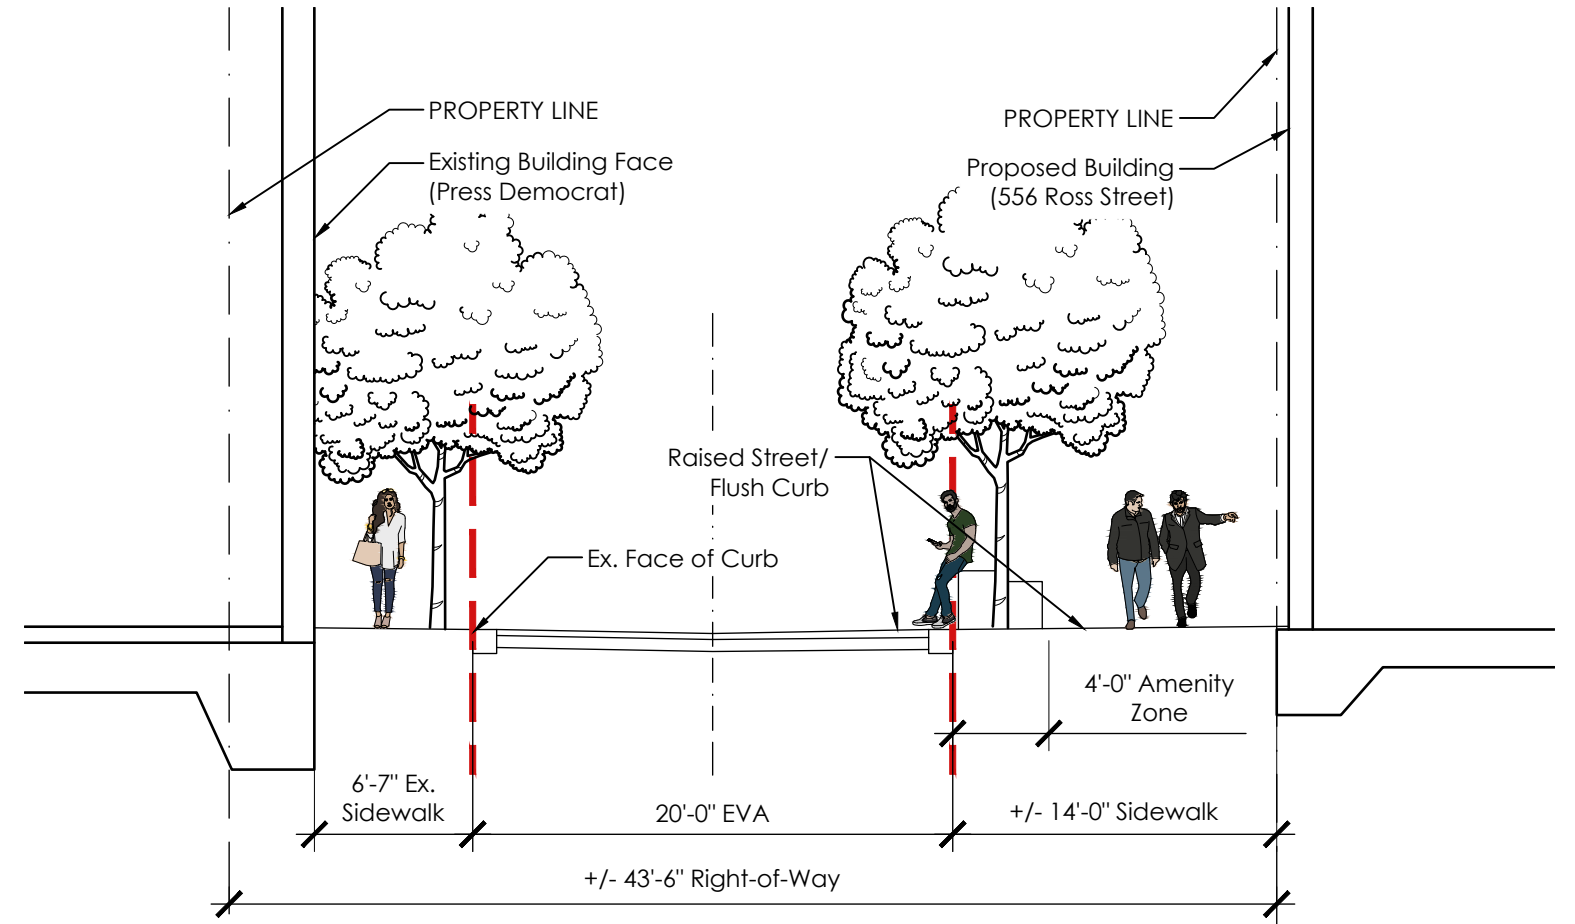 PROPERTY LINE
Existing Building Face
(Press Democrat)
PROPERTY LINE
Proposed Building
(556 Ross Street)
Raised Street/
Flush Curb
Ex. Face of Curb
4'-0" Amenity
Zone
6'-7" Ex.
Sidewalk
20'-0" EVA
+/- 14'-0" Sidewalk
+/- 43'-6" Right-of-Way